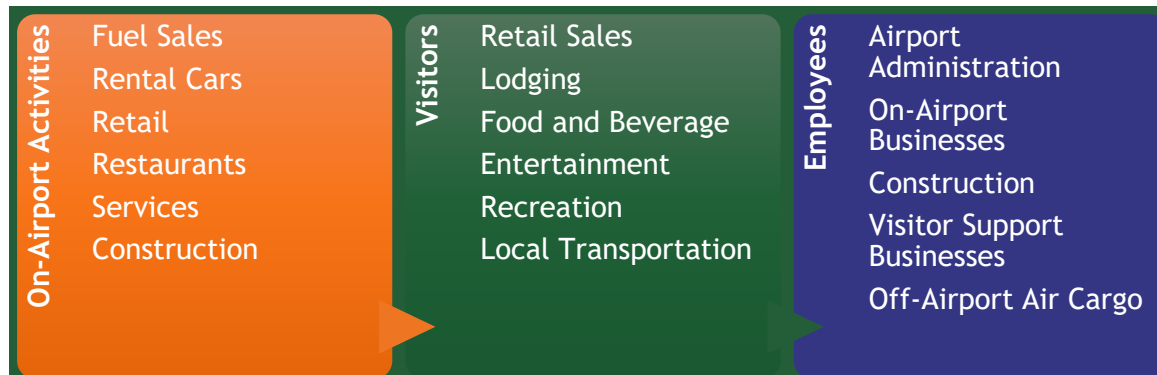 On-Airport Activities
Fuel Sales
Rental Cars
Retail
Restaurants
Services
Construction
Visitors
Retail Sales
Lodging
Food and Beverage
Entertainment
Recreation
Local Transportation
Employees
Airport
Administration
On-Airport
Businesses
Construction
Visitor Support
Businesses
Off-Airport Air Cargo